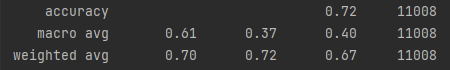 accuracy 0.72 11008
macro avg 0.61 0.37 0.40 11008
weighted avg 0.70 0.72 0.67 11008